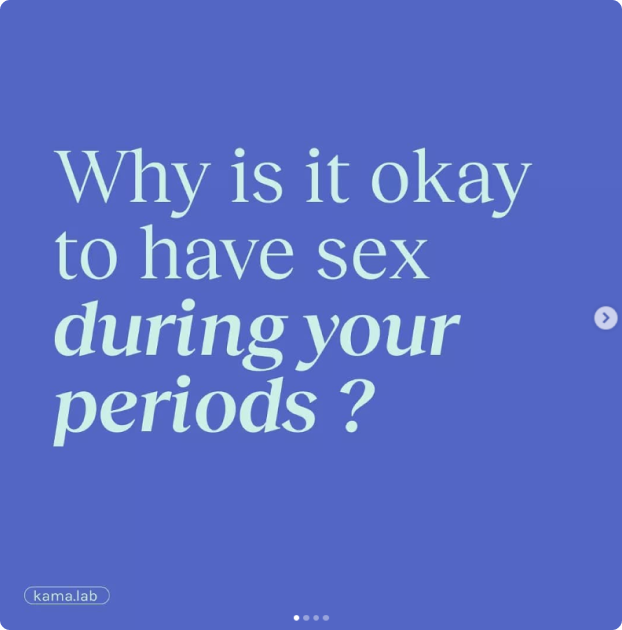 Why is it okay
to have sex
during your
periods ?
kama.lab